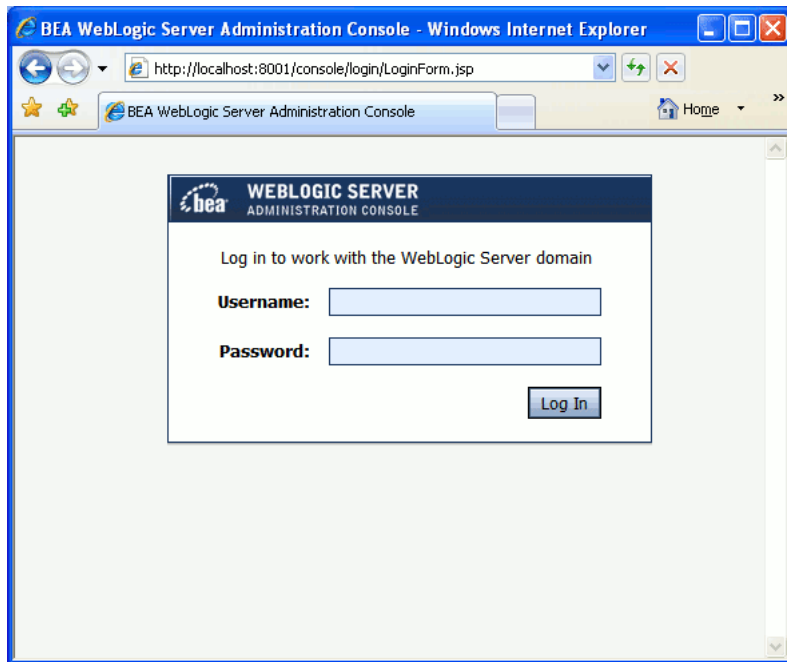 BEA WebLogic Server Administration Console - Windows Internet Explorer
http://localhost:8001/console/login/LoginForm.jsp
BEA WebLogic Server Administration Console
Home
»
bea
WEBLOGIC SERVER
ADMINISTRATION CONSOLE
Log in to work with the WebLogic Server domain
Username:
Password:
Log In